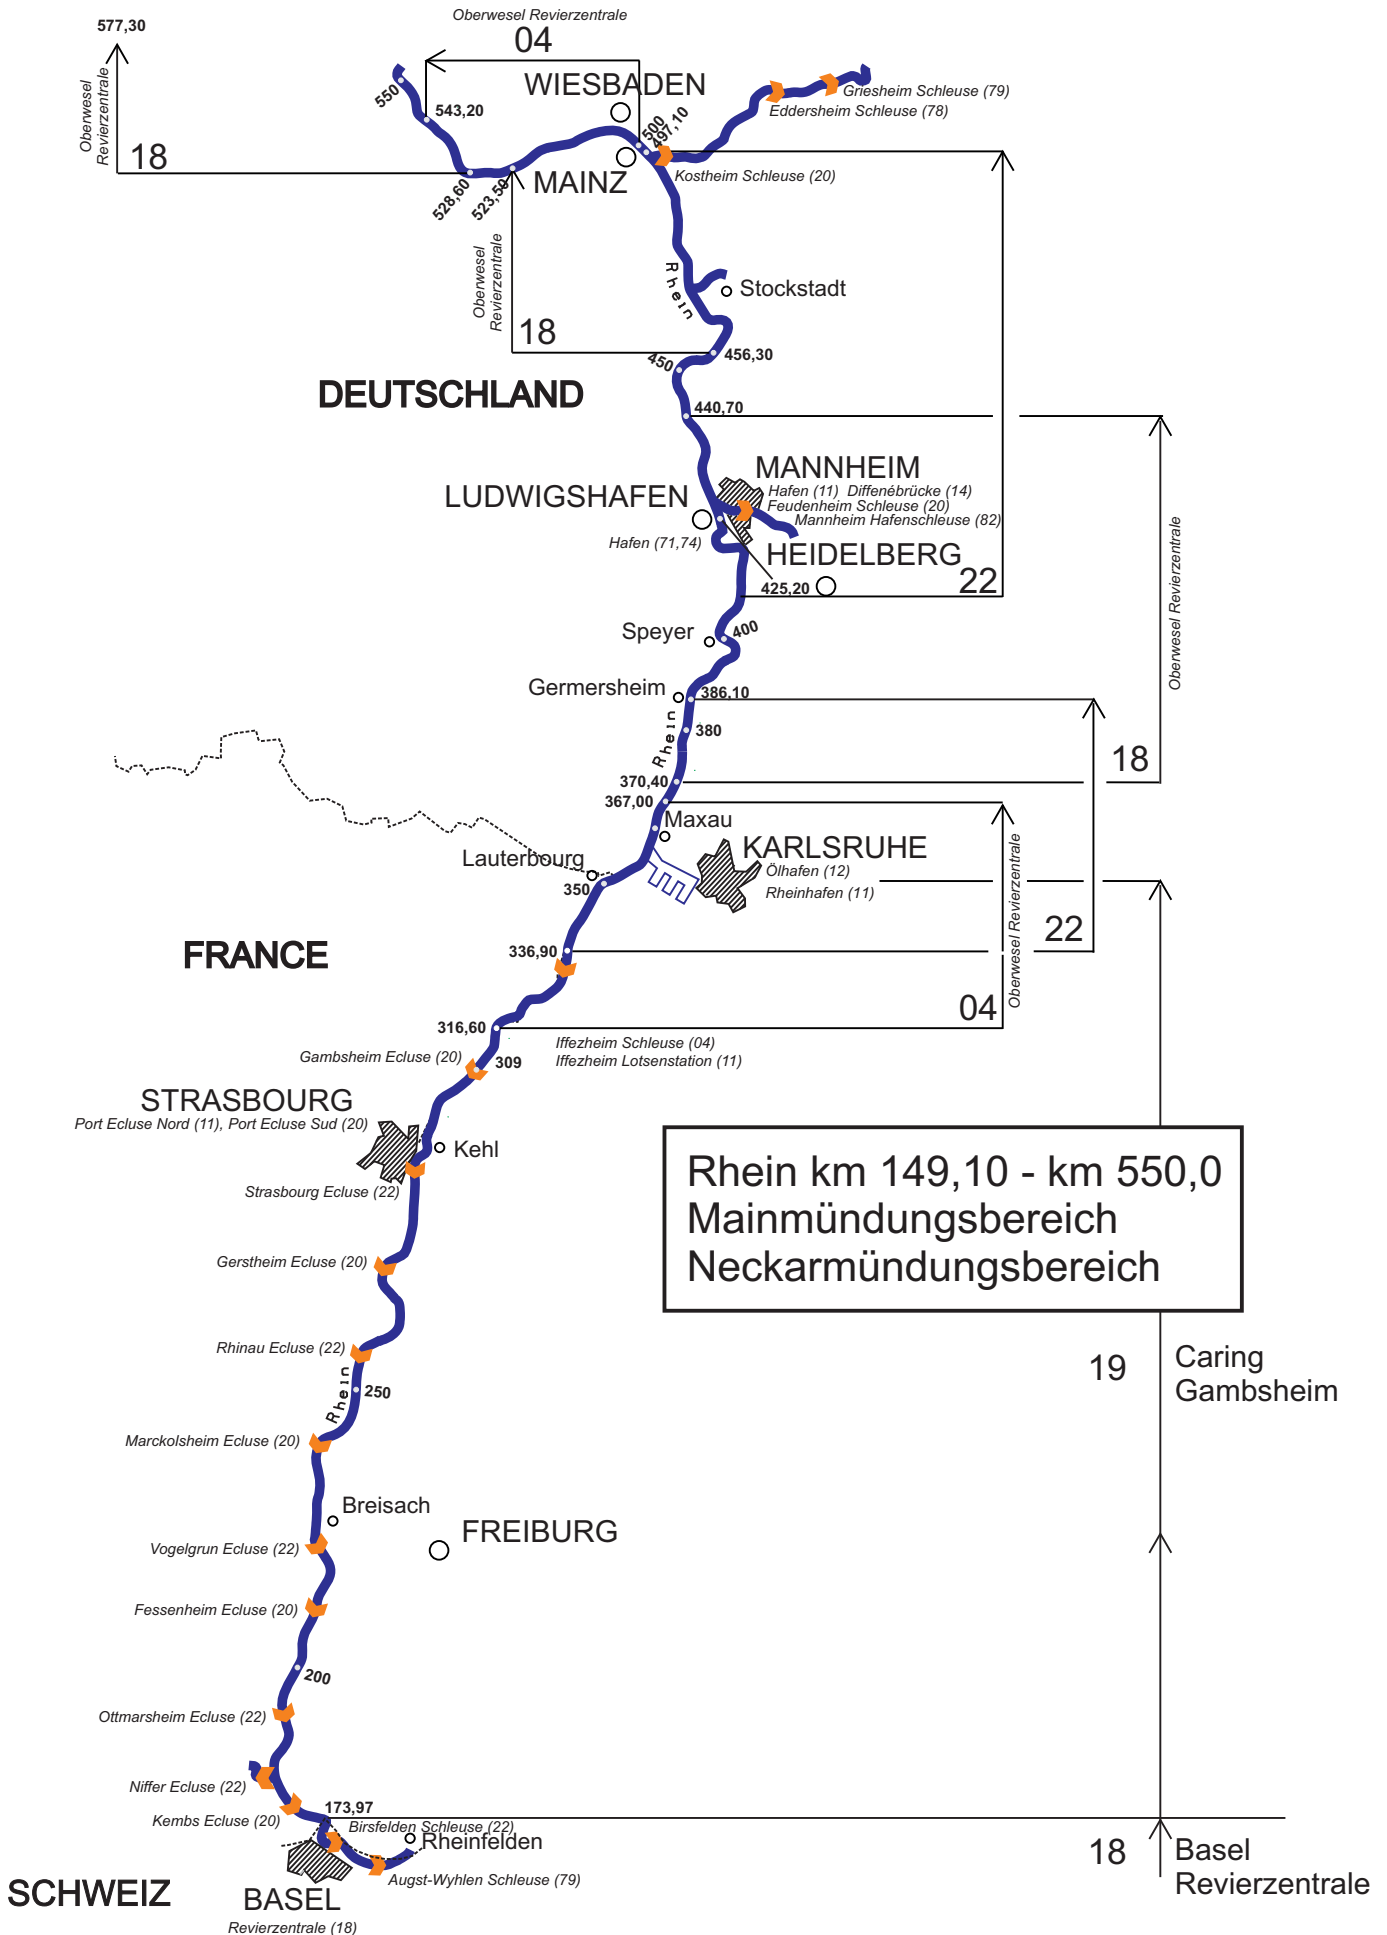 577,30
Oberwesel Revierzentrale
04
WIESBADEN
Oberwesel
Revierzentrale
18
550
543,20
500
497,10
Griesheim Schleuse (79)
Eddersheim Schleuse (78)
MAINZ
Kostheim Schleuse (20)
528,60
523,50
Oberwesel
Revierzentrale
18
Rhein
Stockstadt
450
456,30
DEUTSCHLAND
440,70
MANNHEIM
Hafen (11) Diffenébrücke (14)
Feudenheim Schleuse (20)
Mannheim Hafenschleuse (82)
LUDWIGSHAFEN
Hafen (71,74)
HEIDELBERG
425,20
22
Oberwesel Revierzentrale
Speyer
400
Germersheim
386,10
Rhein
380
18
370,40
367,00
Maxau
KARLSRUHE
Ölhafen (12)
Rheinhafen (11)
Lauterbourg
350
Oberwesel Revierzentrale
22
FRANCE
336,90
04
316,60
Iffezheim Schleuse (04)
Iffezheim Lotsenstation (11)
Gambsheim Ecluse (20)
309
STRASBOURG
Port Ecluse Nord (11), Port Ecluse Sud (20)
Kehl
Strasbourg Ecluse (22)
Rhein km 149,10 - km 550,0
Mainmündungsbereich
Neckarmündungsbereich
Gerstheim Ecluse (20)
Rhinau Ecluse (22)
19
Caring
Gambsheim
Rhein
250
Marckolsheim Ecluse (20)
Breisach
FREIBURG
Vogelgrun Ecluse (22)
Fessenheim Ecluse (20)
200
Ottmarsheim Ecluse (22)
Niffer Ecluse (22)
Kembs Ecluse (20)
173,97
Birsfelden Schleuse (22)
Rheinfelden
18
Basel
Revierzentrale
Augst-Wyhlen Schleuse (79)
SCHWEIZ
BASEL
Revierzentrale (18)